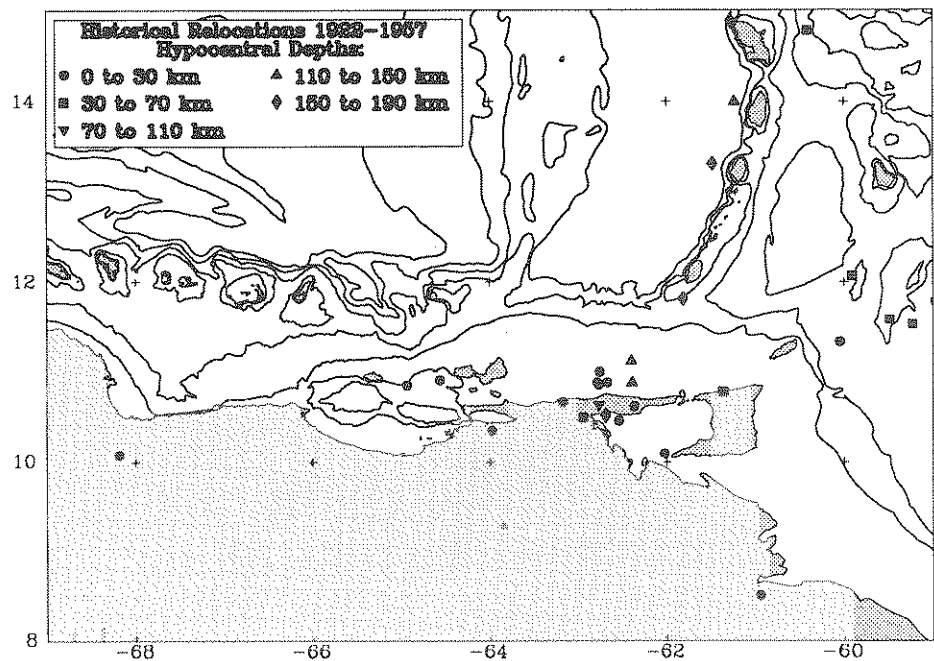 Historical Relocations 1922-1957
Hypocentral Depths:
0 to 30 km
110 to 150 km
30 to 70 km
150 to 190 km
70 to 110 km
14
12
10
8
-68
-66
-64
-62
-60